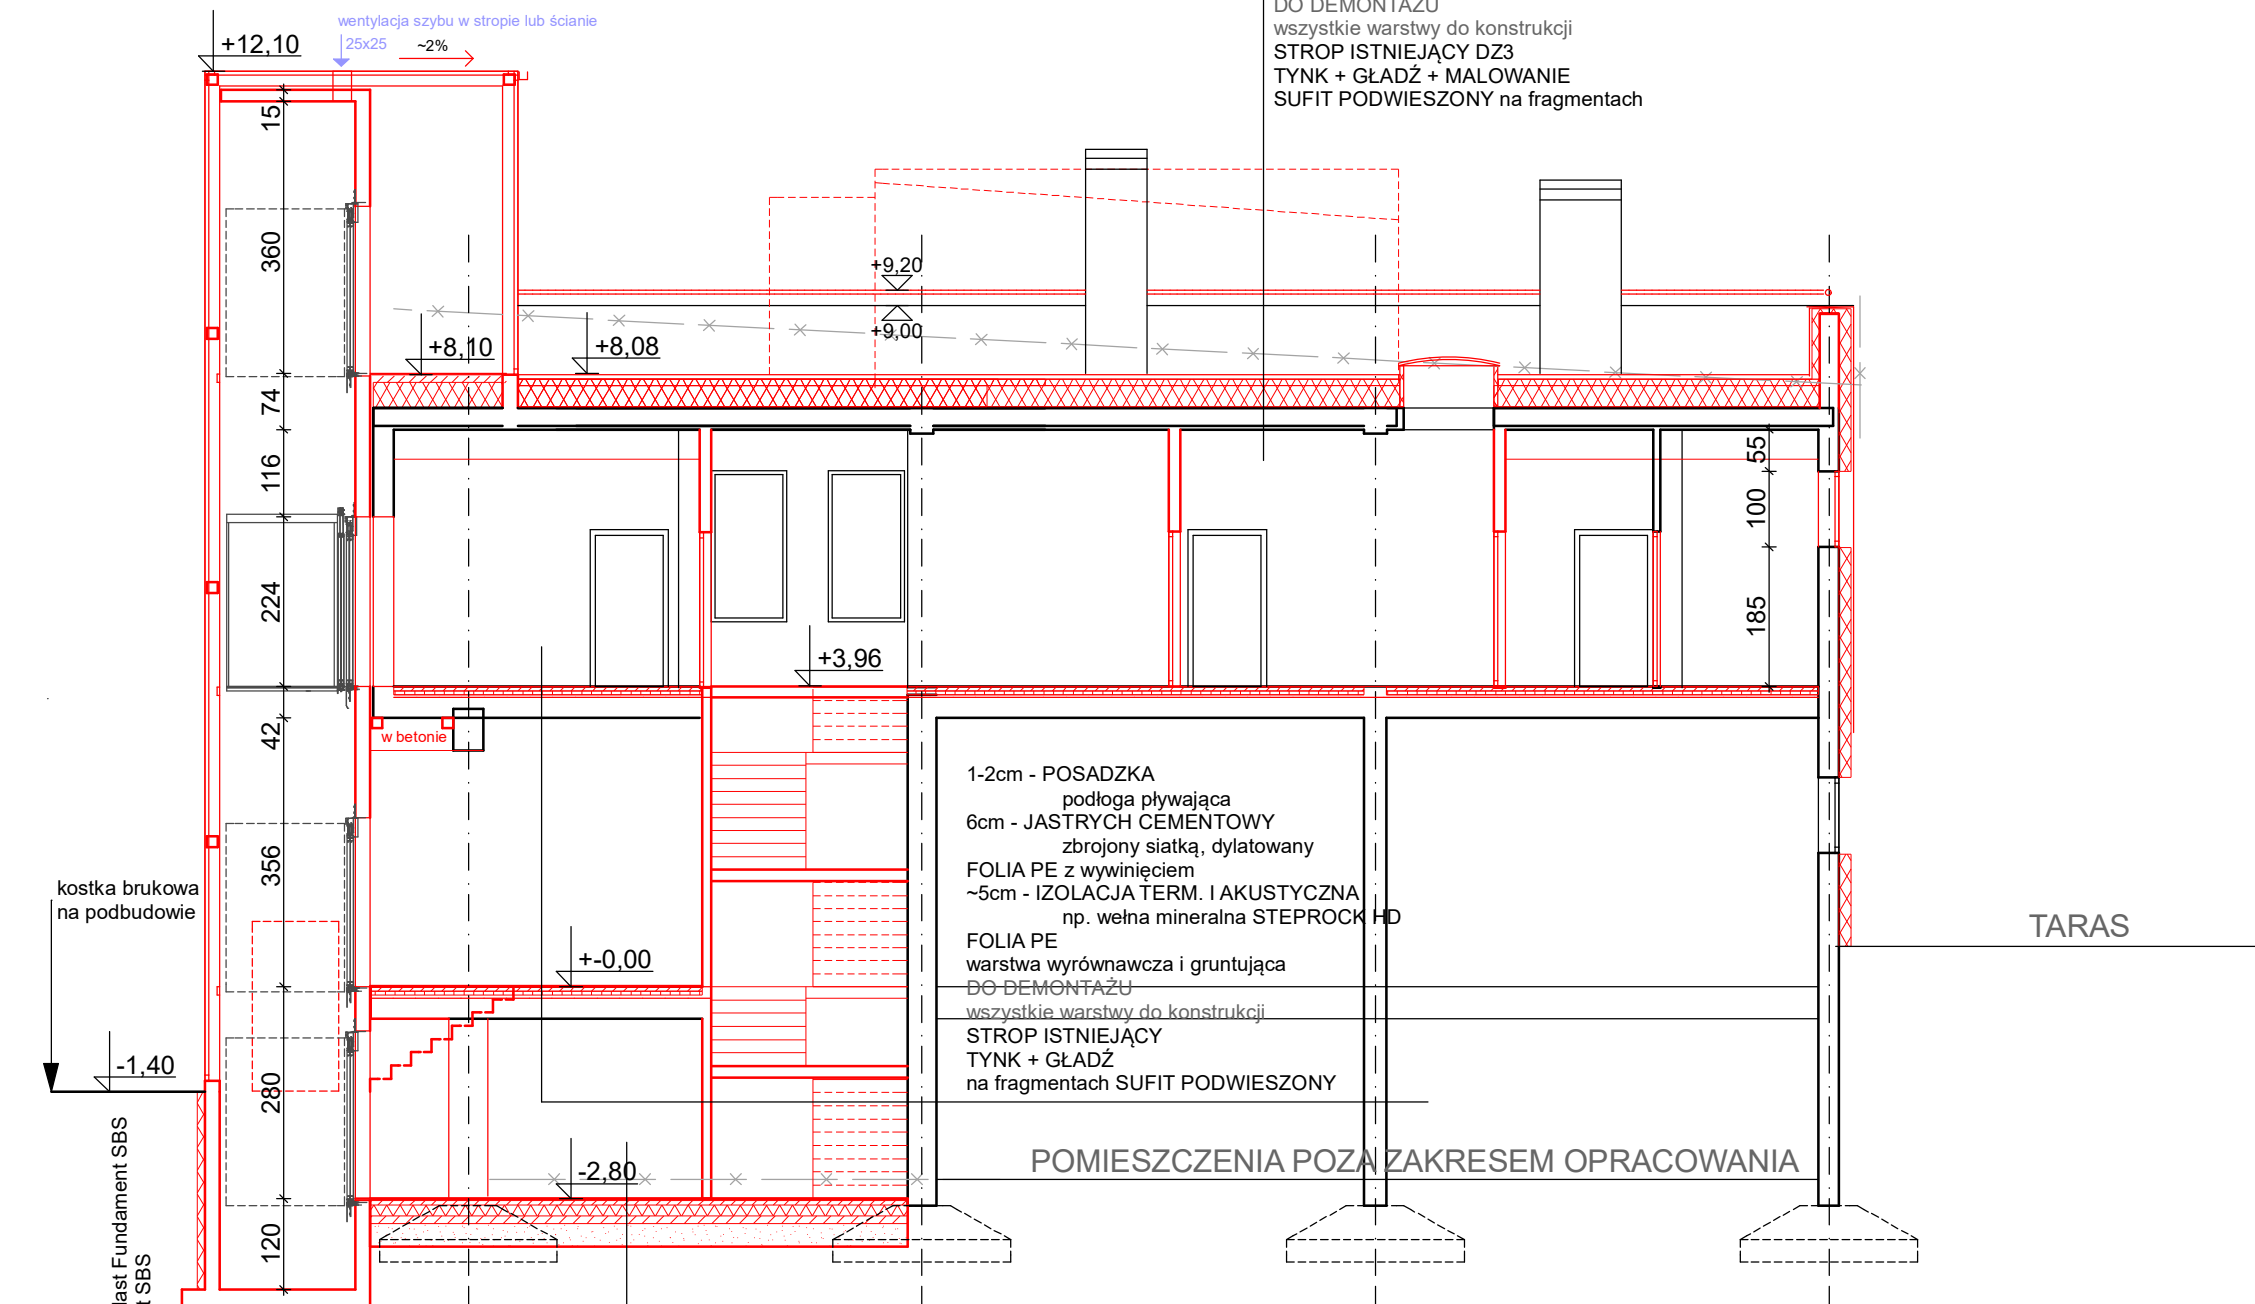 DO DEMONTAŻU
wszystkie warstwy do konstrukcji
STROP ISTNIEJĄCY DZ3
TYNK + GŁADŹ + MALOWANIE
SUFIT PODWIESZONY na fragmentach
wentylacja szybu w stropie lub ścianie
25x25
~2%
+12,10
15
360
+9,20
+9,00
+8,10
+8,08
74
116
55
100
224
185
+3,96
42
w betonie
1-2cm - POSADZKA
podłoga pływająca
6cm - JASTRYCH CEMENTOWY
zbrojony siatką, dylatowany
FOLIA PE z wywinięciem
~5cm - IZOLACJA TERM. I AKUSTYCZNA
np. wełna mineralna STEPROCK HD
FOLIA PE
warstwa wyrównawcza i gruntująca
DO DEMONTAŻU
wszystkie warstwy do konstrukcji
STROP ISTNIEJĄCY
TYNK + GŁADŹ
na fragmentach SUFIT PODWIESZONY
356
kostka brukowa
na podbudowie
TARAS
+-0,00
-1,40
280
POMIESZCZENIA POZA ZAKRESEM OPRACOWANIA
-2,80
120
Fundament SBS
SBS